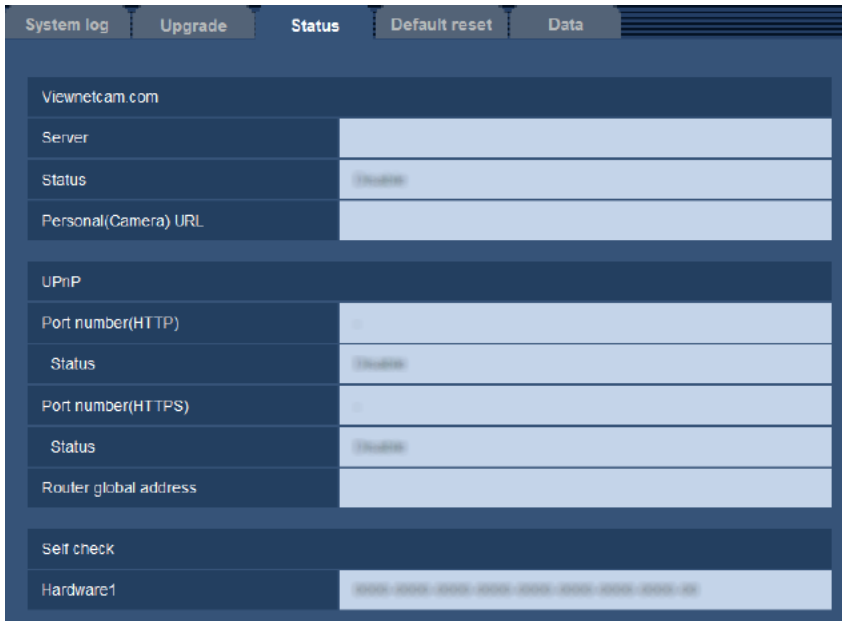 System log Upgrade Status Default reset Data
Viewnetcam.com
Server
Status
Personal(Camera) URL
UPnP
Port number(HTTP)
Status
Port number(HTTPS)
Status
Router global address
Self check
Hardware1